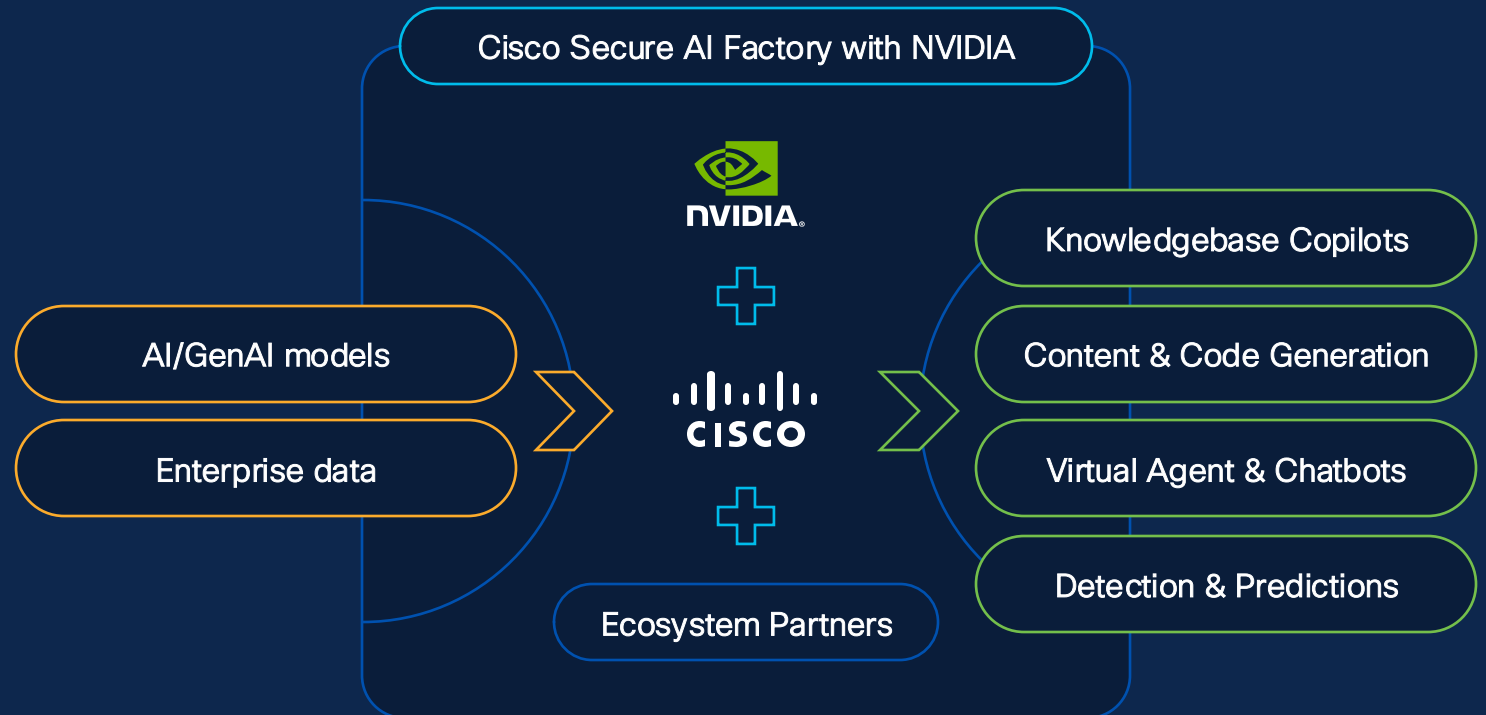 Cisco Secure AI Factory with NVIDIA
NVIDIA®
AI/GenAI models
Enterprise data
CISCO
Ecosystem Partners
Knowledgebase Copilots
Content & Code Generation
Virtual Agent & Chatbots
Detection & Predictions